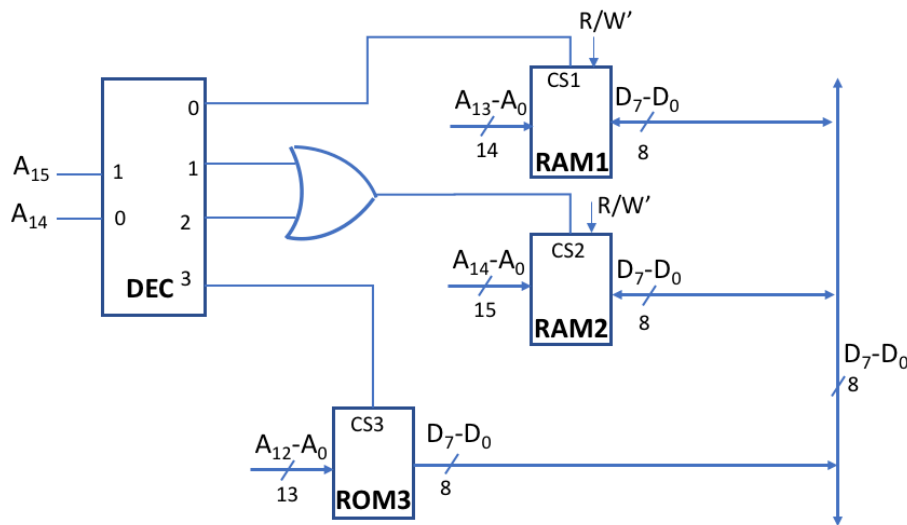 R/W'
CS1
0
A₁₃-A₀
14
D₇-D₀
8
RAM1
A₁₅
1
1
A₁₄
0
2
R/W'
CS2
DEC
3
A₁₄-A₀
15
D₇-D₀
8
RAM2
D₇-D₀
8
CS3
A₁₂-A₀
13
D₇-D₀
8
ROM3